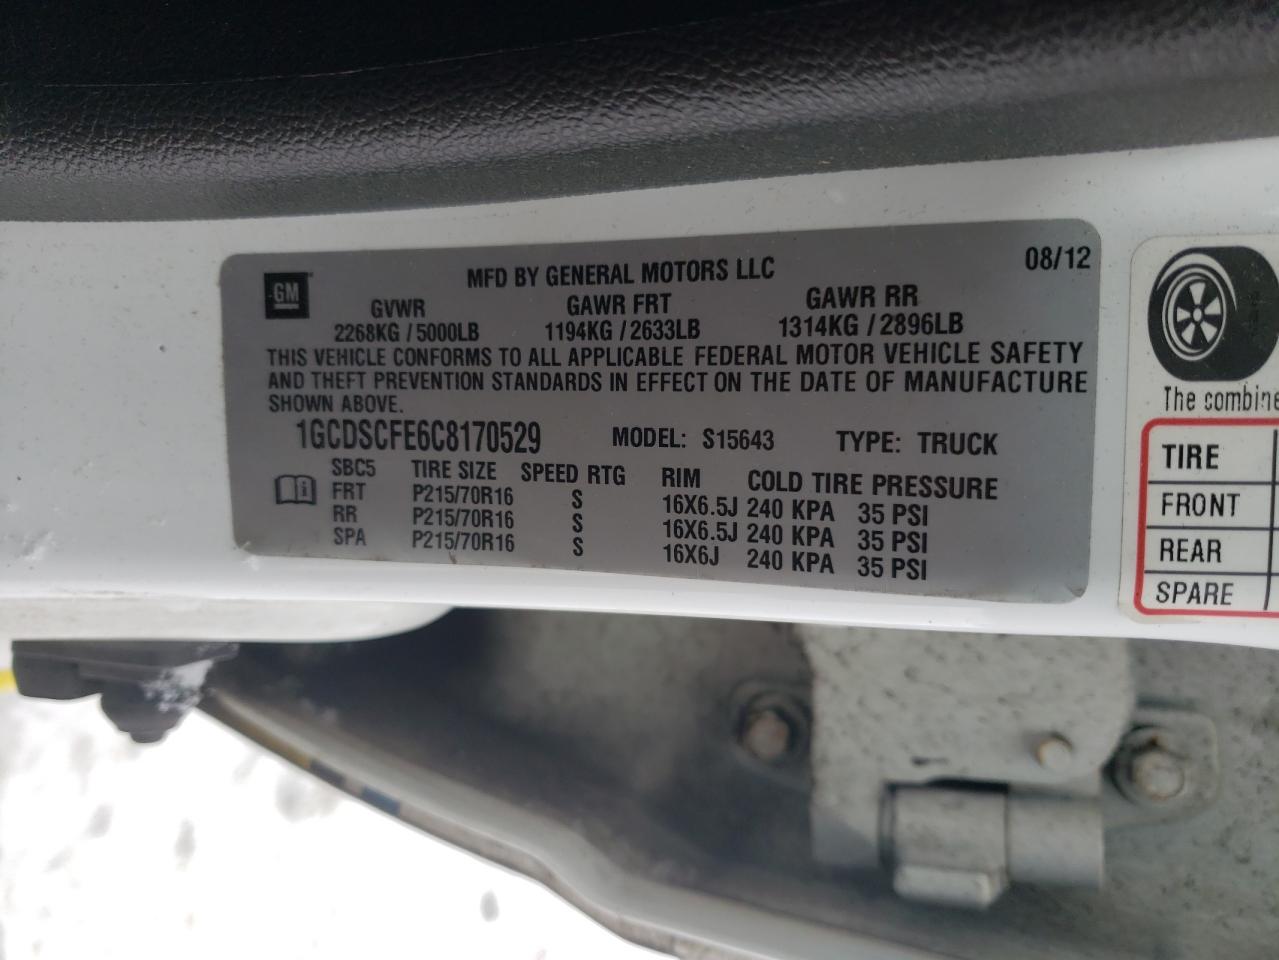 GM
MFD BY GENERAL MOTORS LLC
08/12
GVWR GAWR FRT GAWR RR
2268KG / 5000LB 1194KG / 2633LB 1314KG / 2896LB
THIS VEHICLE CONFORMS TO ALL APPLICABLE FEDERAL MOTOR VEHICLE SAFETY
AND THEFT PREVENTION STANDARDS IN EFFECT ON THE DATE OF MANUFACTURE
SHOWN ABOVE.
1GCDSCFE6C8170529 MODEL: S15643 TYPE: TRUCK
SBC5 TIRE SIZE SPEED RTG RIM COLD TIRE PRESSURE
FRT P215/70R16 S 16X6.5J 240 KPA 35 PSI
RR P215/70R16 S 16X6.5J 240 KPA 35 PSI
SPA P215/70R16 S 16X6J 240 KPA 35 PSI
The combine
TIRE
FRONT
REAR
SPARE